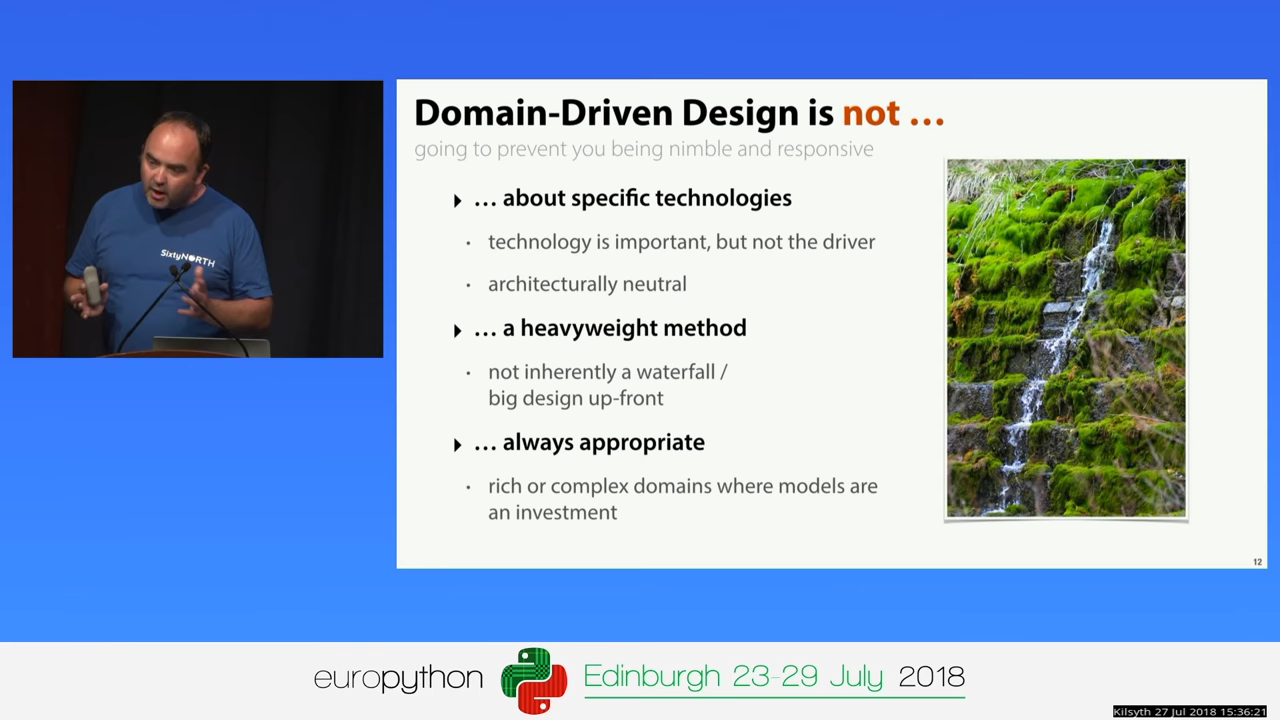 SixtyNORTH
Domain-Driven Design is not …
going to prevent you being nimble and responsive
… about specific technologies
· technology is important, but not the driver
· architecturally neutral
… a heavyweight method
· not inherently a waterfall /
big design up-front
… always appropriate
· rich or complex domains where models are
an investment
12
europython Edinburgh 23-29 July 2018
Kilsyth 27 Jul 2018 15:36:21